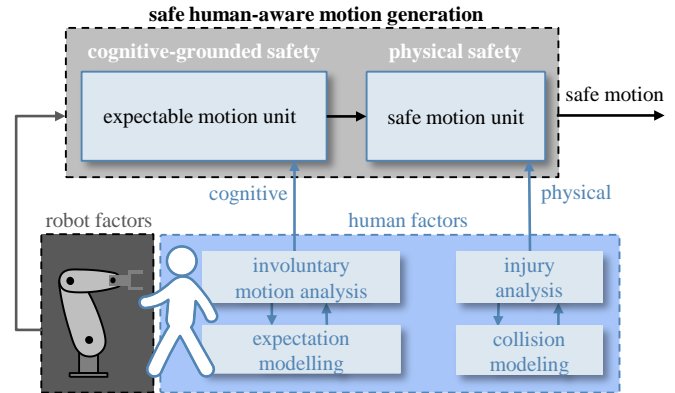 safe human-aware motion generation
cognitive-grounded safety
physical safety
expectable motion unit
safe motion unit
safe motion
cognitive
physical
robot factors
human factors
involuntary
motion analysis
injury
analysis
expectation
modelling
collision
modeling